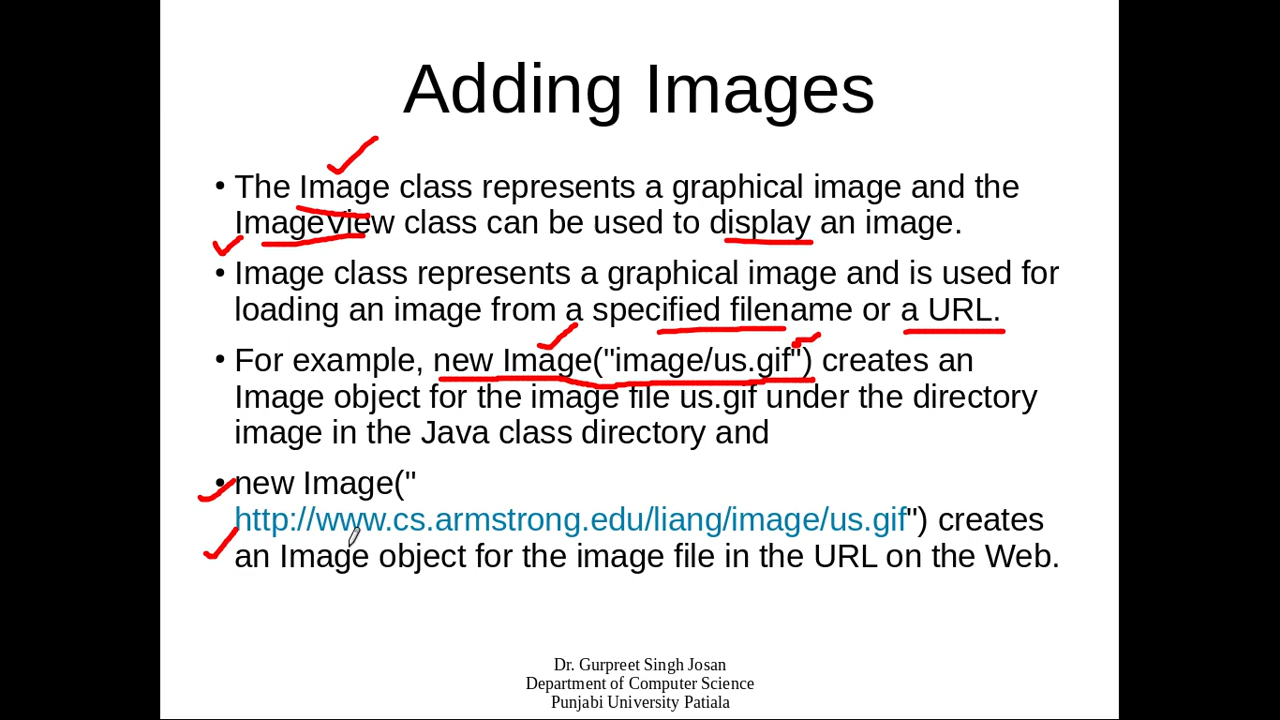 Adding Images
• The Image class represents a graphical image and the
ImageView class can be used to display an image.
• Image class represents a graphical image and is used for
loading an image from a specified filename or a URL.
• For example, new Image("image/us.gif") creates an
Image object for the image file us.gif under the directory
image in the Java class directory and
• new Image("
http://www.cs.armstrong.edu/liang/image/us.gif") creates
an Image object for the image file in the URL on the Web.
Dr. Gurpreet Singh Josan
Department of Computer Science
Punjabi University Patiala